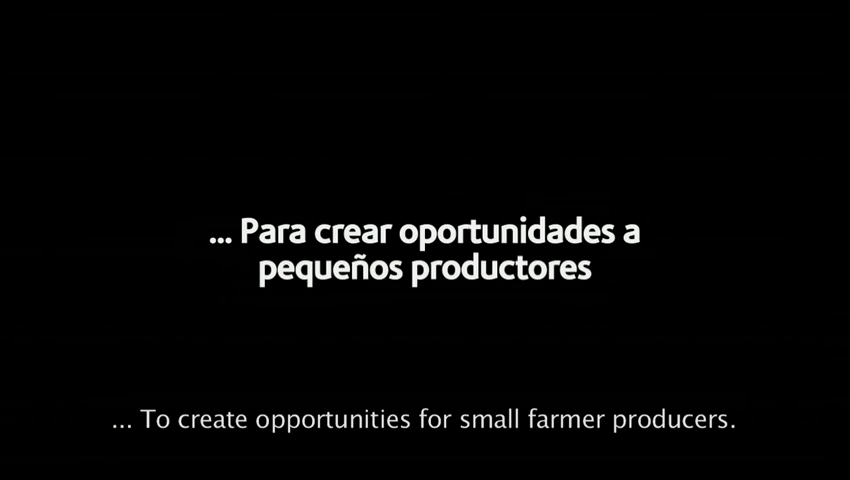 ... Para crear oportunidades a
pequeños productores
... To create opportunities for small farmer producers.